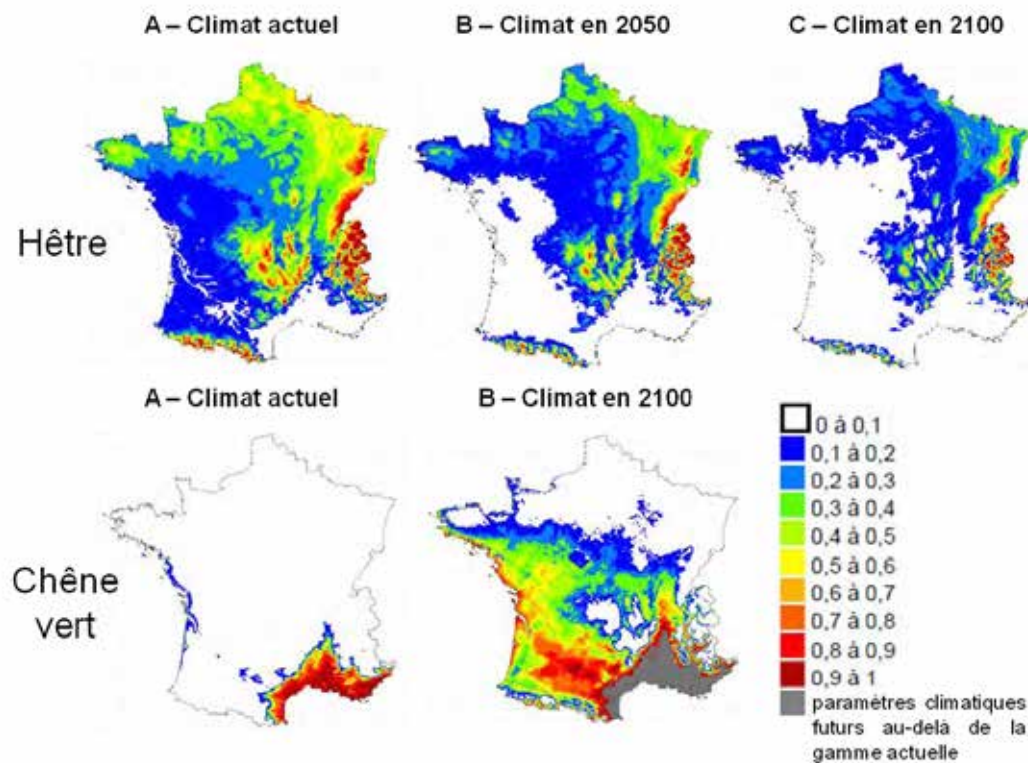 A – Climat actuel
B – Climat en 2050
C – Climat en 2100
Hêtre
A – Climat actuel
B – Climat en 2100
Chêne
vert
0 à 0,1
0,1 à 0,2
0,2 à 0,3
0,3 à 0,4
0,4 à 0,5
0,5 à 0,6
0,6 à 0,7
0,7 à 0,8
0,8 à 0,9
0,9 à 1
paramètres climatiques
futurs au-delà de la
gamme actuelle